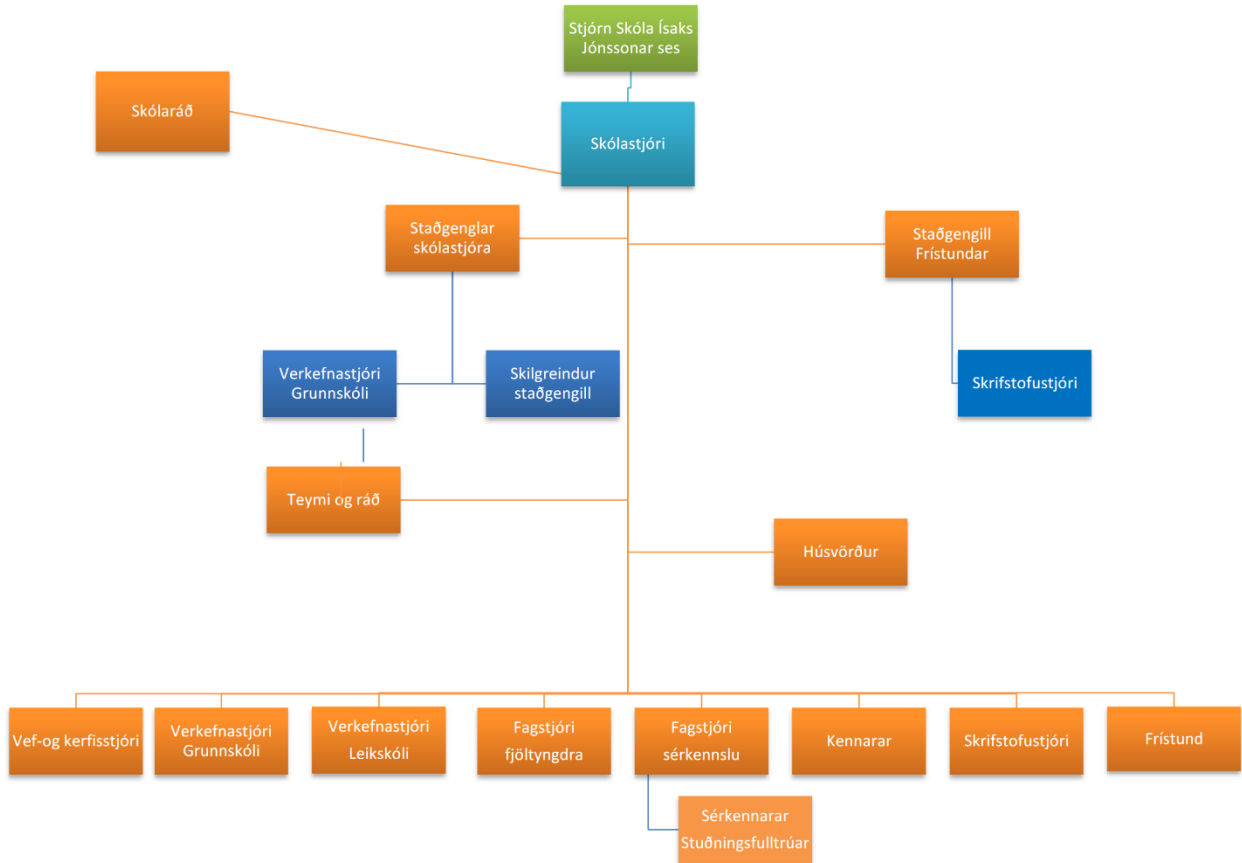 Stjórn Skóla Ísaks
Jónssonar ses
Skólaráð
Skólastjóri
Staðgenglar
skólastjóra
Staðgengill
Frístundar
Verkefnastjóri
Grunnskóli
Skilgreindur
staðgengill
Skrifstofustjóri
Teymi og ráð
Húsvörður
Vef-og kerfisstjóri
Verkefnastjóri
Grunnskóli
Verkefnastjóri
Leikskóli
Fagstjóri
fjöltyngdra
Fagstjóri
sérkennslu
Kennarar
Skrifstofustjóri
Frístund
Sérkennarar
Stuðningsfulltrúar